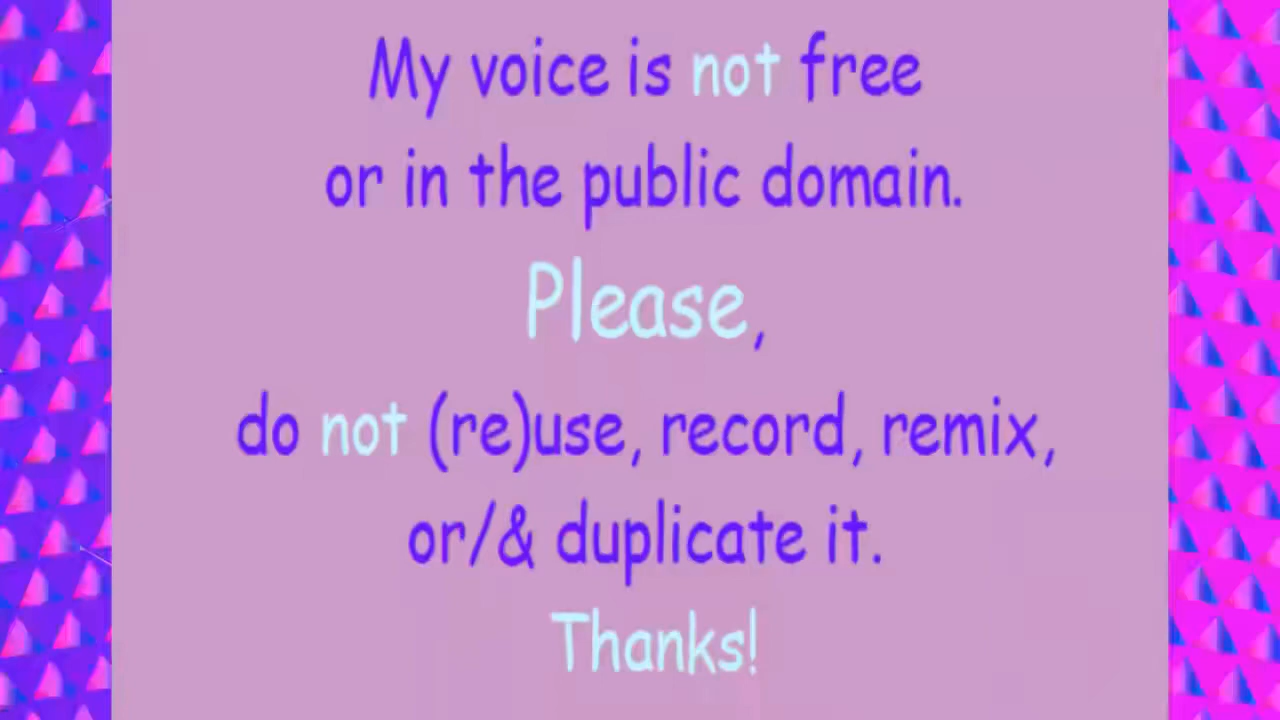 My voice is not free
or in the public domain.
Please,
do not (re)use, record, remix,
or/& duplicate it.
Thanks!